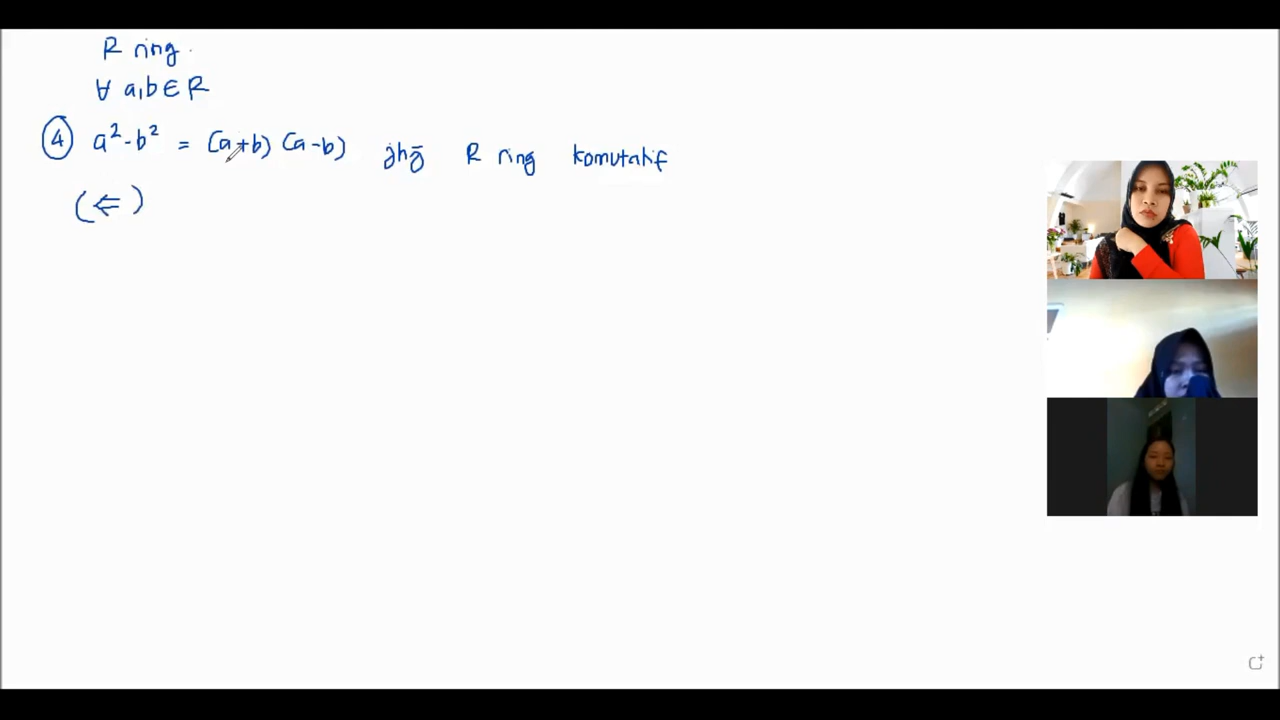 R ring
∀ a,b ∈ R
④ a² - b² = (a+b) (a-b) jhj̄ R ring komutatif
(⇐)